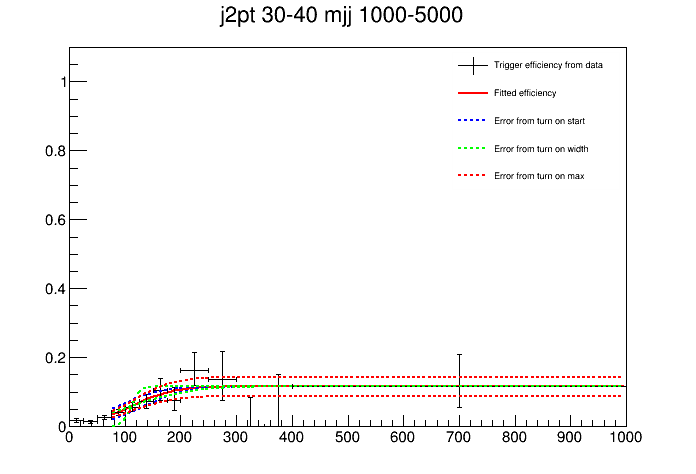 j2pt 30-40 mjj 1000-5000
Trigger efficiency from data
Fitted efficiency
Error from turn on start
Error from turn on width
Error from turn on max
1
0.8
0.6
0.4
0.2
0
0 100 200 300 400 500 600 700 800 900 1000